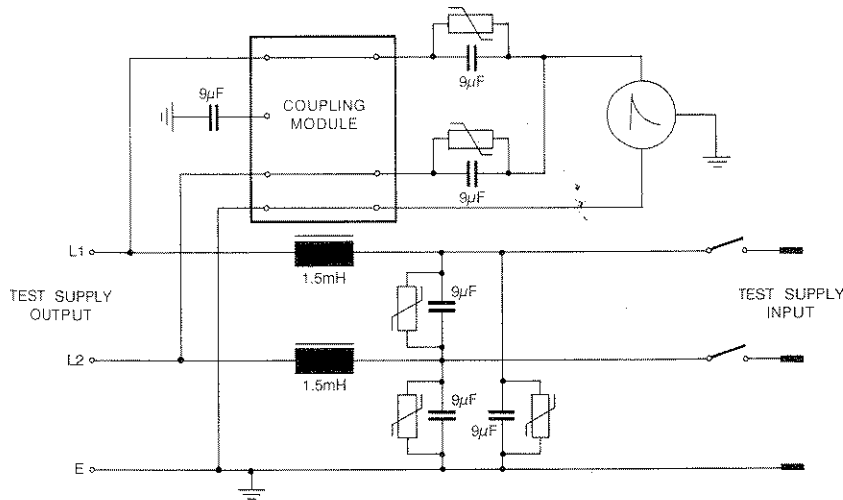 9µF
9µF
COUPLING
MODULE
9µF
L1
1.5mH
9µF
TEST SUPPLY
OUTPUT
TEST SUPPLY
INPUT
L2
1.5mH
9µF
9µF
E